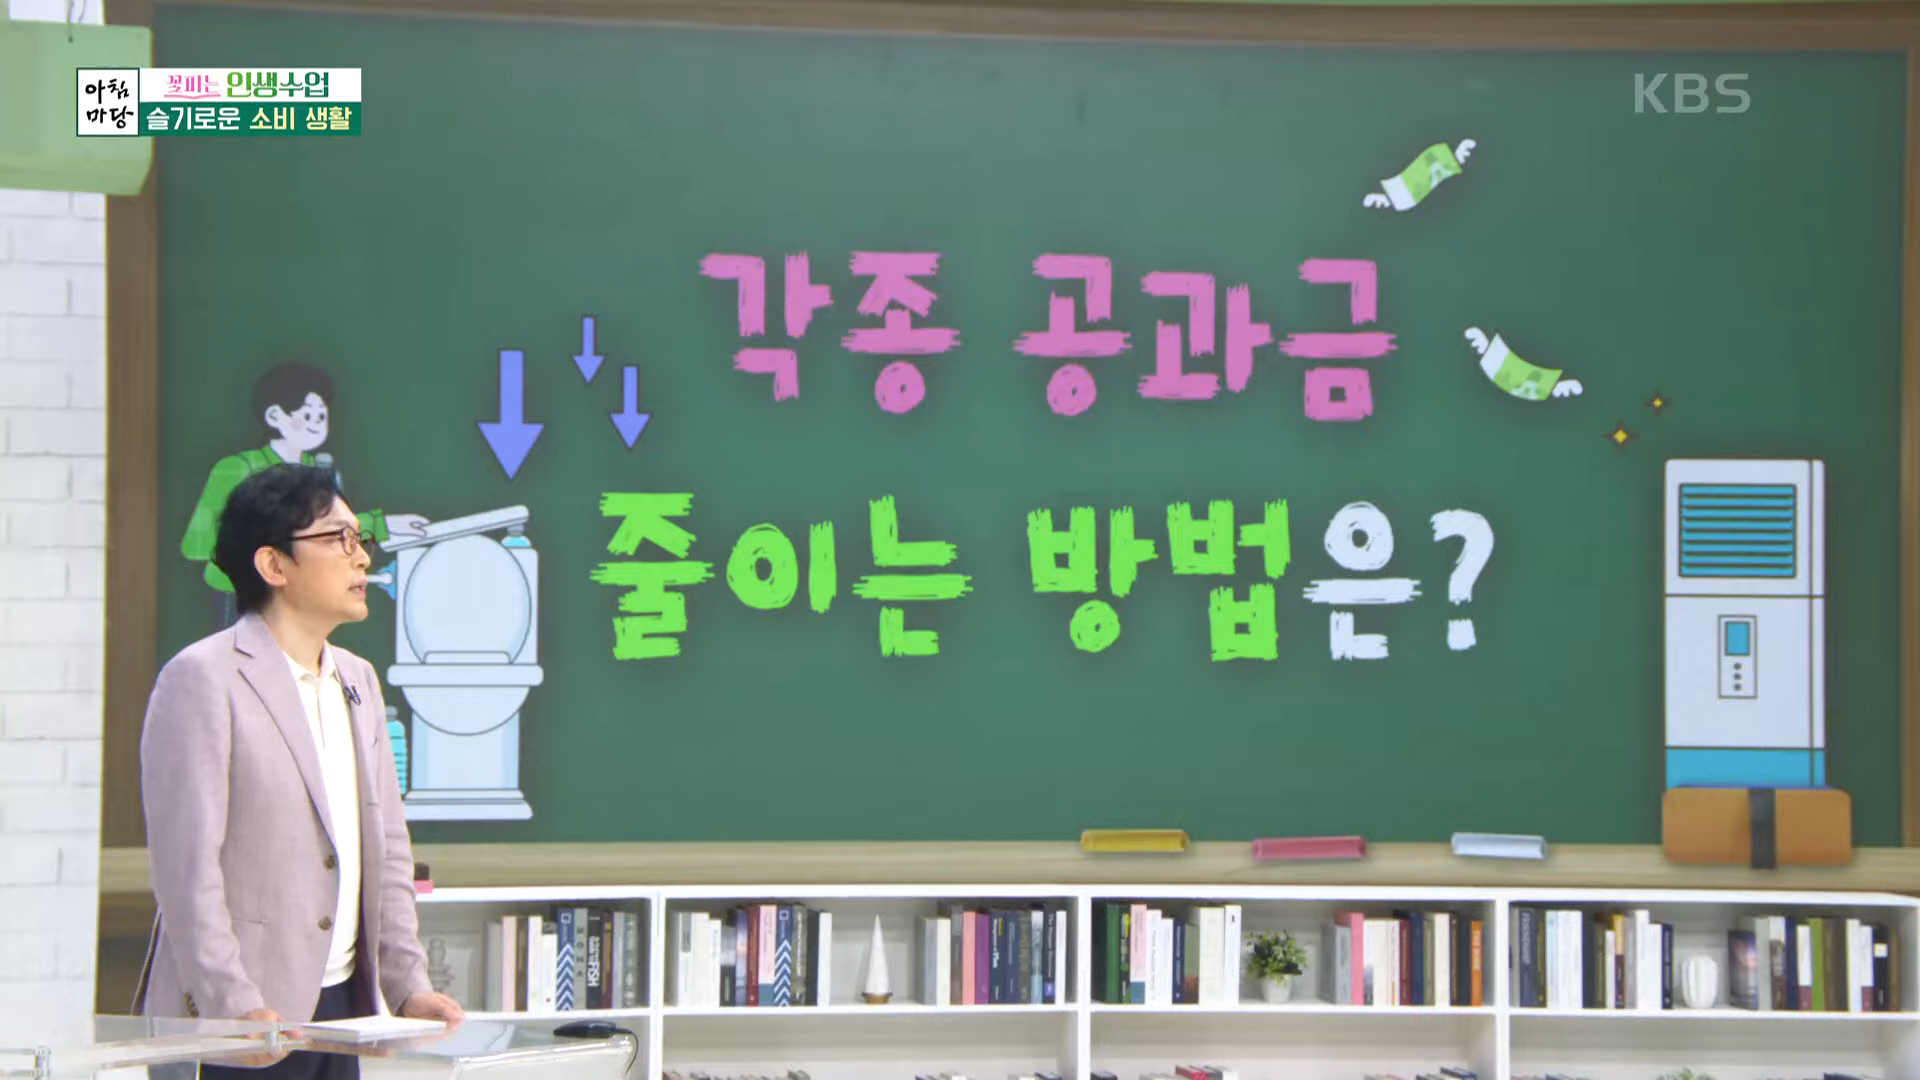 아침
마당
꽃피는 인생수업
슬기로운 소비 생활
KBS
각종 공과금
줄이는 방법은?